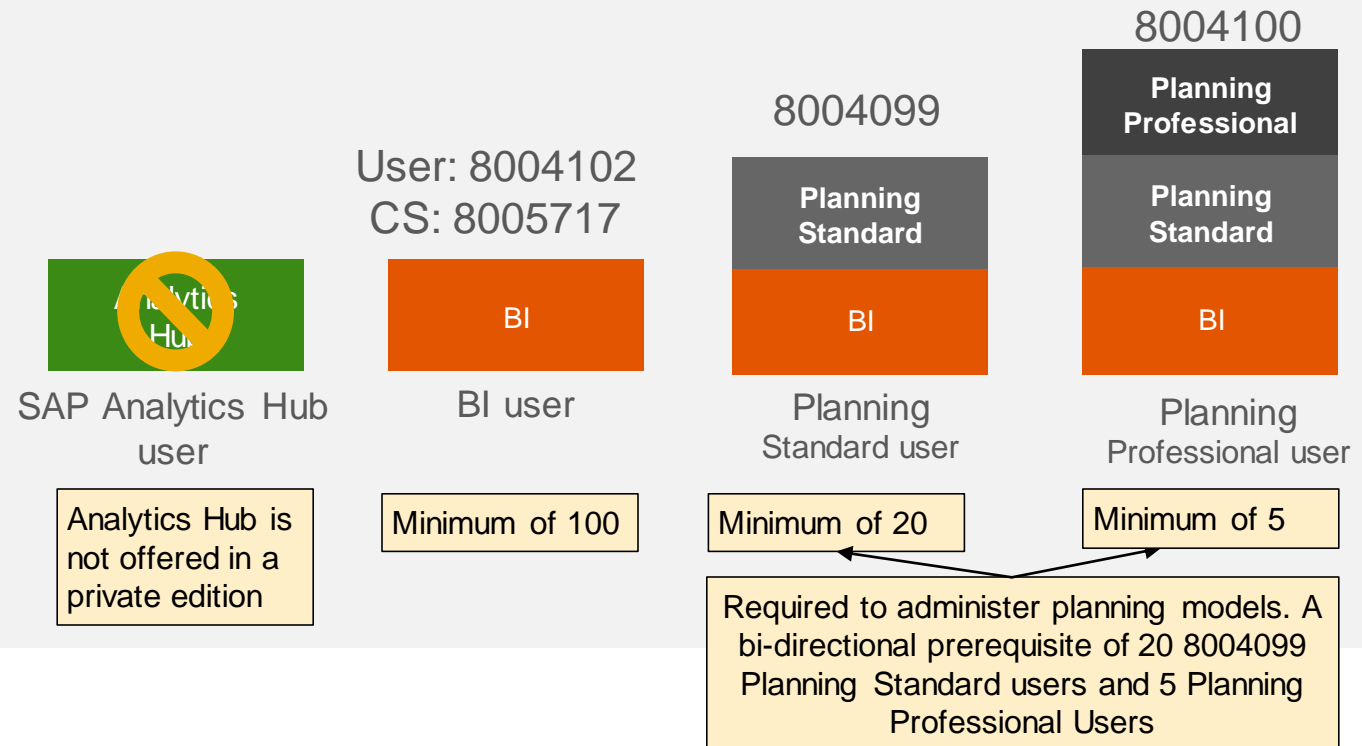 8004100
Planning
Professional
8004099
User: 8004102
CS: 8005717
Planning
Standard
Planning
Standard
Analytics
Hub
BI
BI
BI
SAP Analytics Hub
user
BI user
Planning
Standard user
Planning
Professional user
Analytics Hub is
not offered in a
private edition
Minimum of 100
Minimum of 20
Minimum of 5
Required to administer planning models. A
bi-directional prerequisite of 20 8004099
Planning Standard users and 5 Planning
Professional Users